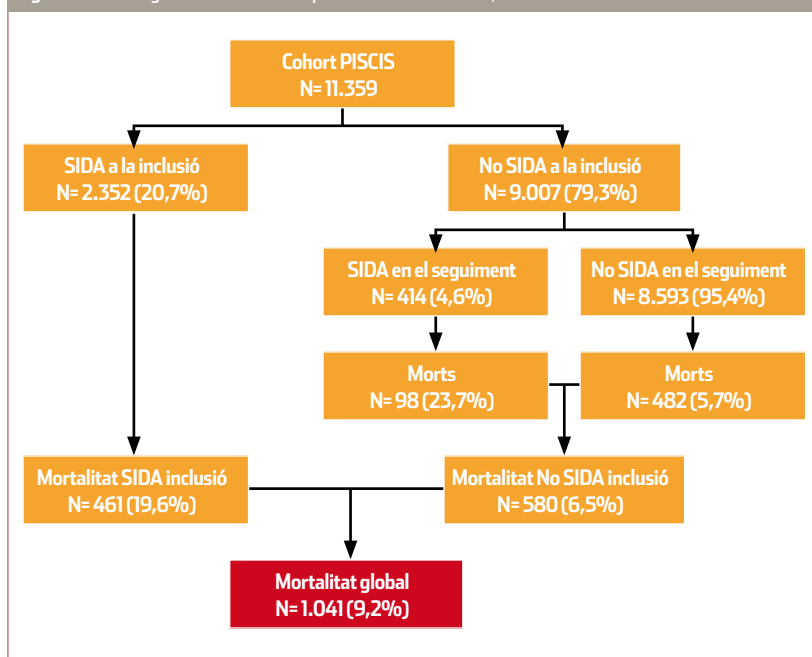 Cohort PISCIS
N= 11.359
SIDA a la inclusió
N= 2.352 (20,7%)
No SIDA a la inclusió
N= 9.007 (79,3%)
SIDA en el seguiment
N= 414 (4,6%)
No SIDA en el seguiment
N= 8.593 (95,4%)
Morts
N= 98 (23,7%)
Morts
N= 482 (5,7%)
Mortalitat SIDA inclusió
N= 461 (19,6%)
Mortalitat No SIDA inclusió
N= 580 (6,5%)
Mortalitat global
N= 1.041 (9,2%)